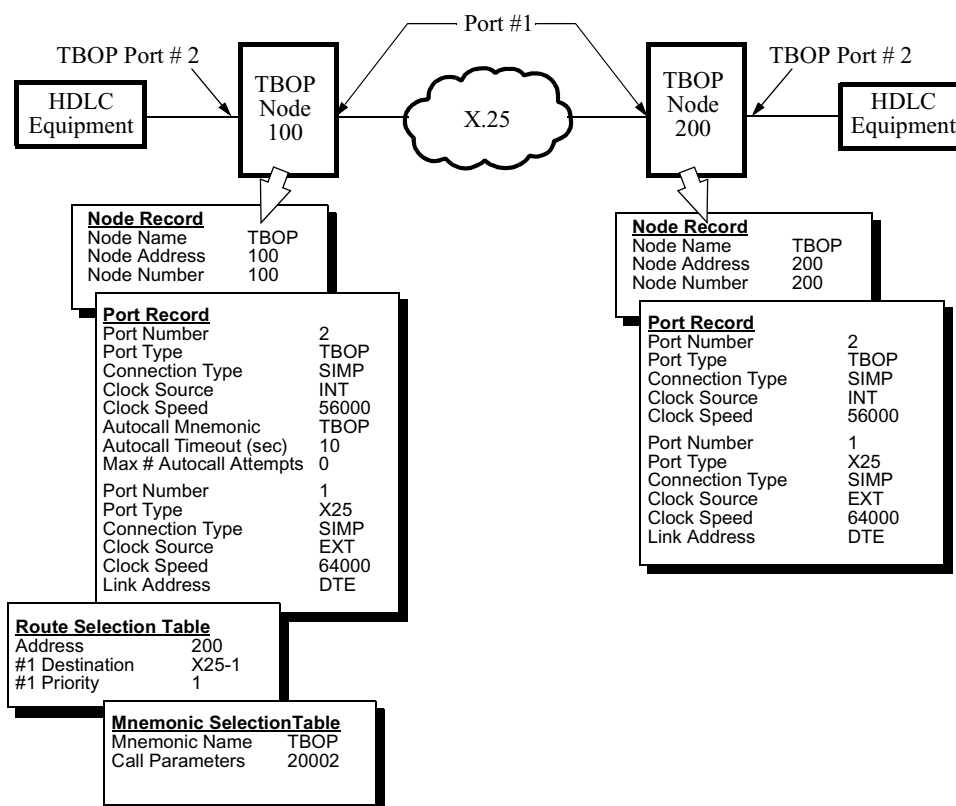 Port #1
TBOP Port # 2
TBOP Port # 2
HDLC
Equipment
TBOP
Node
100
X.25
TBOP
Node
200
HDLC
Equipment
Node Record
Node Name TBOP
Node Address 100
Node Number 100
Port Record
Port Number 2
Port Type TBOP
Connection Type SIMP
Clock Source INT
Clock Speed 56000
Autocall Mnemonic TBOP
Autocall Timeout (sec) 10
Max # Autocall Attempts 0
Port Number 1
Port Type X25
Connection Type SIMP
Clock Source EXT
Clock Speed 64000
Link Address DTE
Route Selection Table
Address 200
#1 Destination X25-1
#1 Priority 1
Mnemonic SelectionTable
Mnemonic Name TBOP
Call Parameters 20002
Node Record
Node Name TBOP
Node Address 200
Node Number 200
Port Record
Port Number 2
Port Type TBOP
Connection Type SIMP
Clock Source INT
Clock Speed 56000
Port Number 1
Port Type X25
Connection Type SIMP
Clock Source EXT
Clock Speed 64000
Link Address DTE